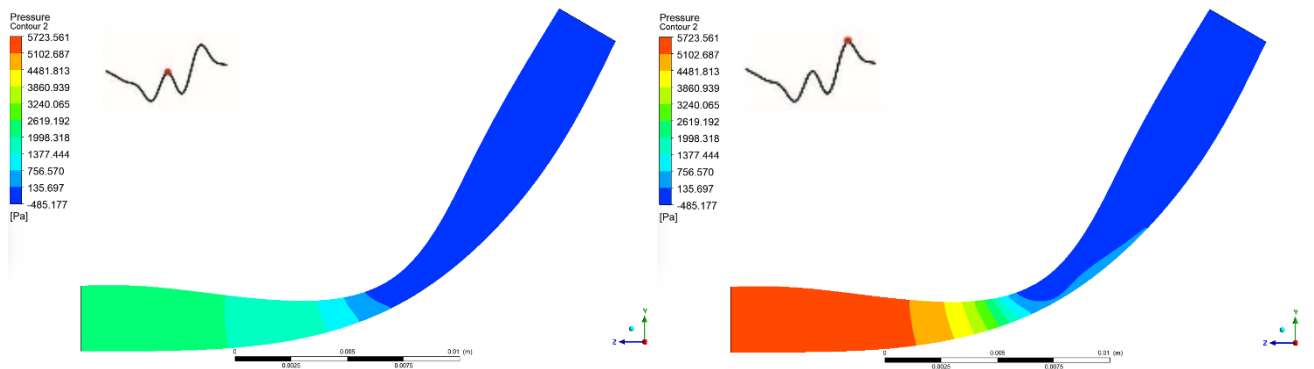 Pressure
Contour 2
5723.561
5102.687
4481.813
3860.939
3240.065
2619.192
1998.318
1377.444
756.570
135.697
-485.177
[Pa]
0 0.005 0.01 (m)
0.0025 0.0075
Y
Z
Pressure
Contour 2
5723.561
5102.687
4481.813
3860.939
3240.065
2619.192
1998.318
1377.444
756.570
135.697
-485.177
[Pa]
0 0.005 0.01 (m)
0.0025 0.0075
Y
Z